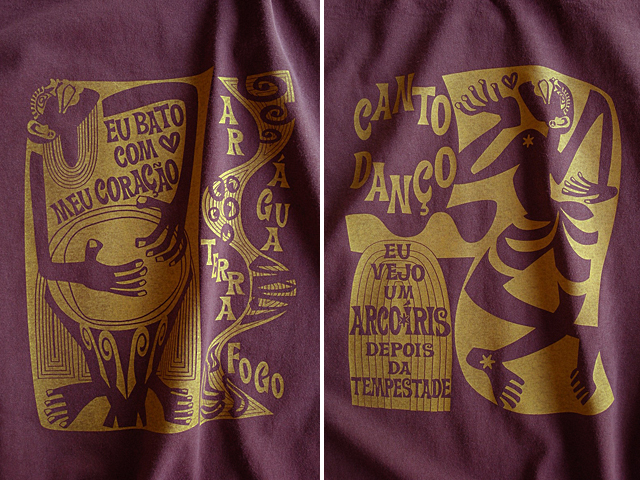 EU BATO
COM
MEU CORAÇÃO
AR
ÁGUA
TERRA
FOGO
CANTO
DANÇO
EU
VEJO
UM
ARCO-ÍRIS
DEPOIS
DA
TEMPESTADE